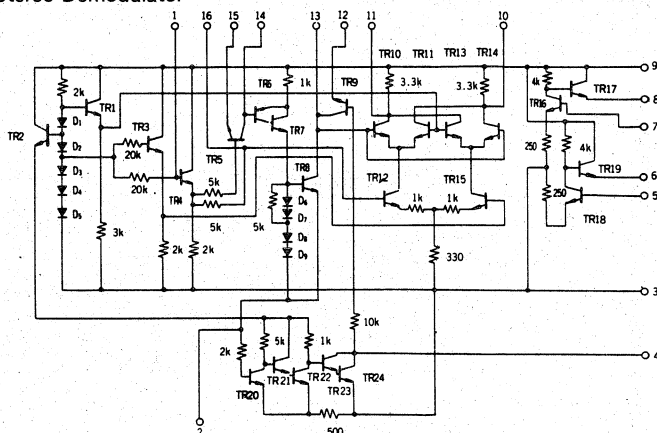 Stereo Demodulator
1 16 15 14 13 12 11 10
TR10 TR11 TR13 TR14
9
2k TR1 TR6 1k TR9 3.3k 3.3k 4k TR17
8
D1 TR16
7
TR2 D2 TR3 TR7
20k TR5 250 4k
D3 TR8 TR19
6
20k TR4 5k TR12 TR15
D4 D6 1k 1k 250
5
D5 5k 5k D7 TR18
3k 2k 2k D8 330
D9
3
10k
2k 5k 1k
4
TR20 TR21 TR22 TR23 TR24
2 500